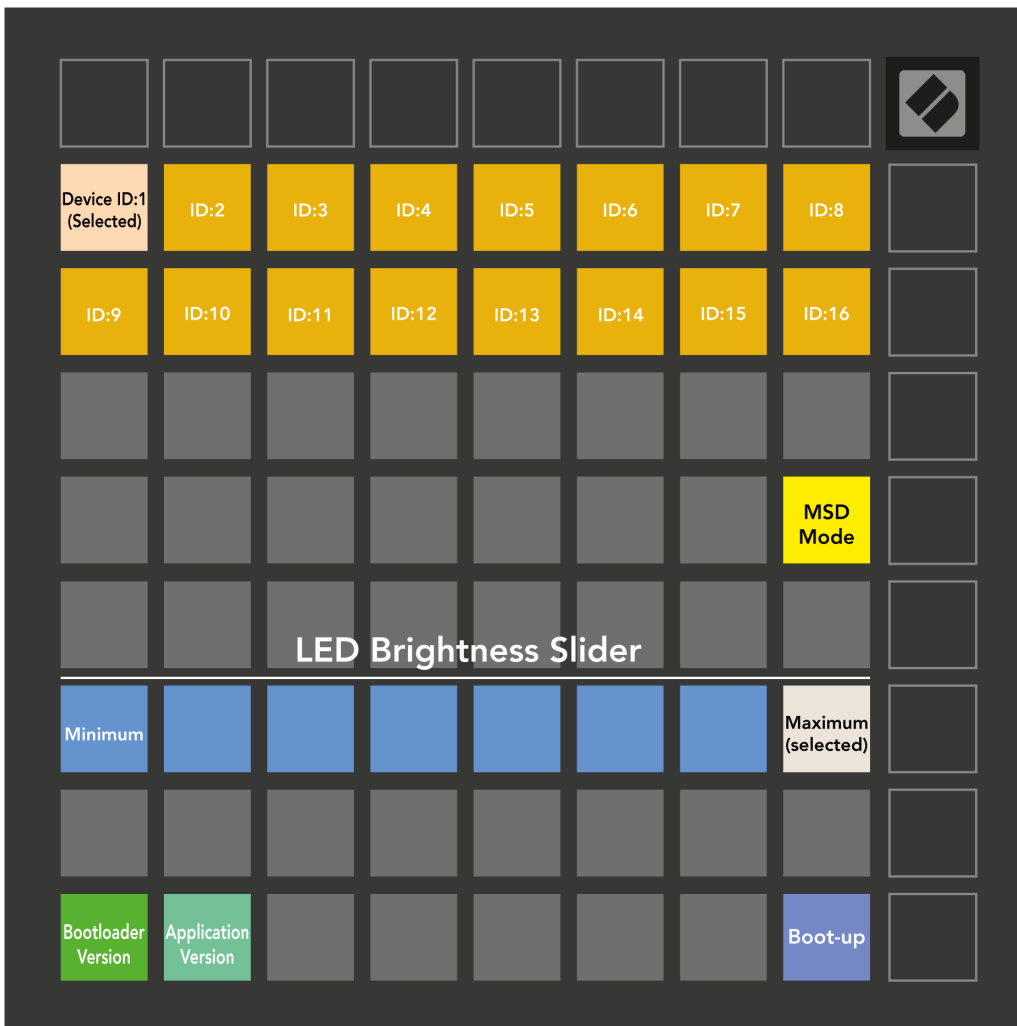 Device ID:1
(Selected)
ID:2
ID:3
ID:4
ID:5
ID:6
ID:7
ID:8
ID:9
ID:10
ID:11
ID:12
ID:13
ID:14
ID:15
ID:16
MSD
Mode
LED Brightness Slider
Minimum
Maximum
(selected)
Bootloader
Version
Application
Version
Boot-up